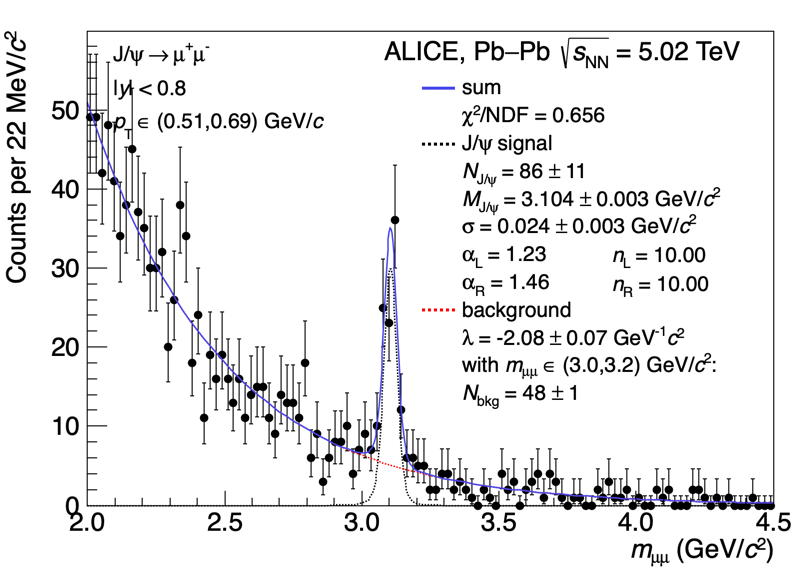 J/ψ → μ⁺μ⁻
|y| < 0.8
p_T ∈ (0.51,0.69) GeV/c
ALICE, Pb–Pb √s_NN = 5.02 TeV
sum
χ²/NDF = 0.656
J/ψ signal
N_J/ψ = 86 ± 11
M_J/ψ = 3.104 ± 0.003 GeV/c²
σ = 0.024 ± 0.003 GeV/c²
α_L = 1.23 n_L = 10.00
α_R = 1.46 n_R = 10.00
background
λ = -2.08 ± 0.07 GeV⁻¹c²
with m_μμ ∈ (3.0,3.2) GeV/c²:
N_bkg = 48 ± 1
Counts per 22 MeV/c²
50
40
30
20
10
0
2.0 2.5 3.0 3.5 4.0 4.5
m_μμ (GeV/c²)